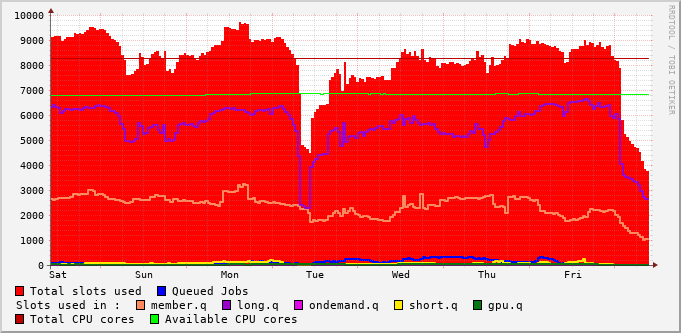 10000
9000
8000
7000
6000
5000
4000
3000
2000
1000
0
Sat Sun Mon Tue Wed Thu Fri
RRDTOOL / TOBI OETIKER
Total slots used Queued Jobs
Slots used in : member.q long.q ondemand.q short.q gpu.q
Total CPU cores Available CPU cores